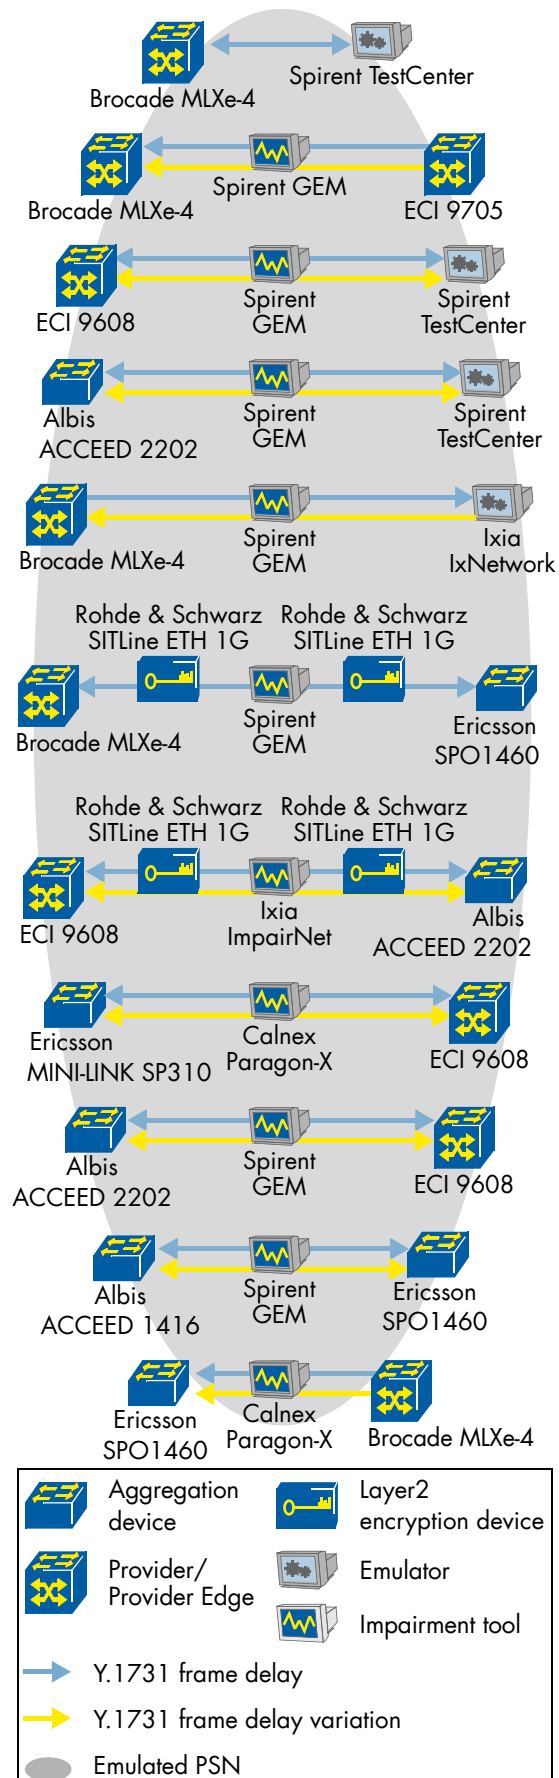 Brocade MLXe-4
Spirent TestCenter
Brocade MLXe-4
Spirent GEM
ECI 9705
ECI 9608
Spirent
GEM
Spirent
TestCenter
Albis
ACCEED 2202
Spirent
GEM
Spirent
TestCenter
Brocade MLXe-4
Spirent
GEM
Ixia
IxNetwork
Rohde & Schwarz
SITLine ETH 1G
Rohde & Schwarz
SITLine ETH 1G
Brocade MLXe-4
Spirent
GEM
Ericsson
SPO1460
Rohde & Schwarz
SITLine ETH 1G
Rohde & Schwarz
SITLine ETH 1G
ECI 9608
Ixia
ImpairNet
Albis
ACCEED 2202
Ericsson
MINI-LINK SP310
Calnex
Paragon-X
ECI 9608
Albis
ACCEED 2202
Spirent
GEM
ECI 9608
Albis
ACCEED 1416
Spirent
GEM
Ericsson
SPO1460
Ericsson
SPO1460
Calnex
Paragon-X
Brocade MLXe-4
Aggregation
device
Layer2
encryption device
Provider/
Provider Edge
Emulator
Impairment tool
Y.1731 frame delay
Y.1731 frame delay variation
Emulated PSN